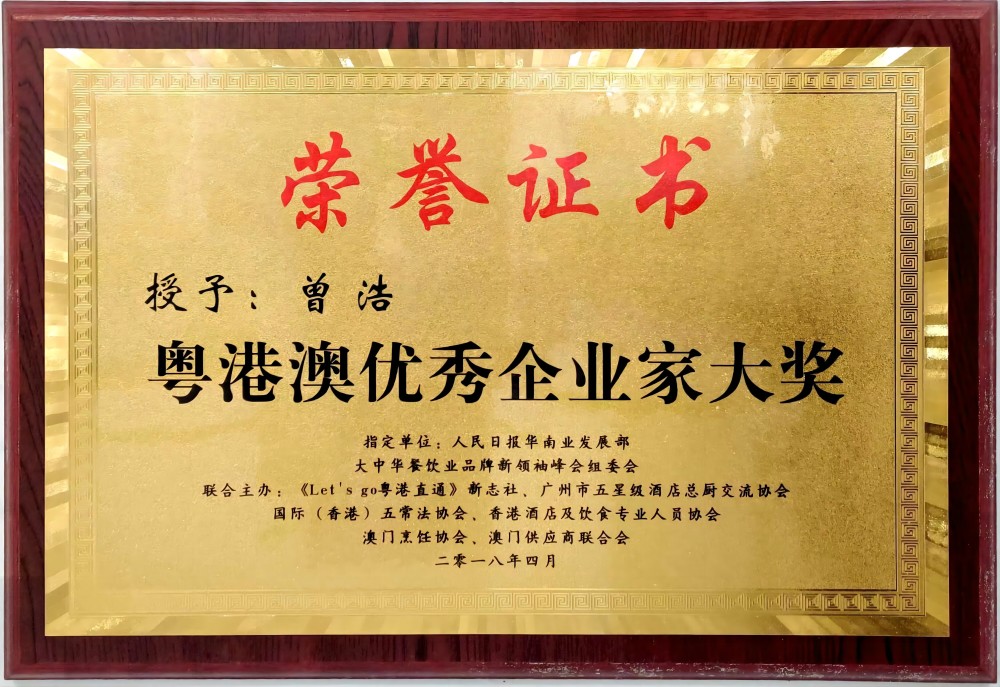 荣誉证书
授予：曾浩
粤港澳优秀企业家大奖
指定单位：人民日报华南业发展部
大中华餐饮业品牌新领袖峰会组委会
联合主办：《Let's go粤港直通》新志社、广州市五星级酒店总厨交流协会
国际（香港）五常法协会、香港酒店及饮食专业人员协会
澳门烹饪协会、澳门供应商联合会
二零一八年四月